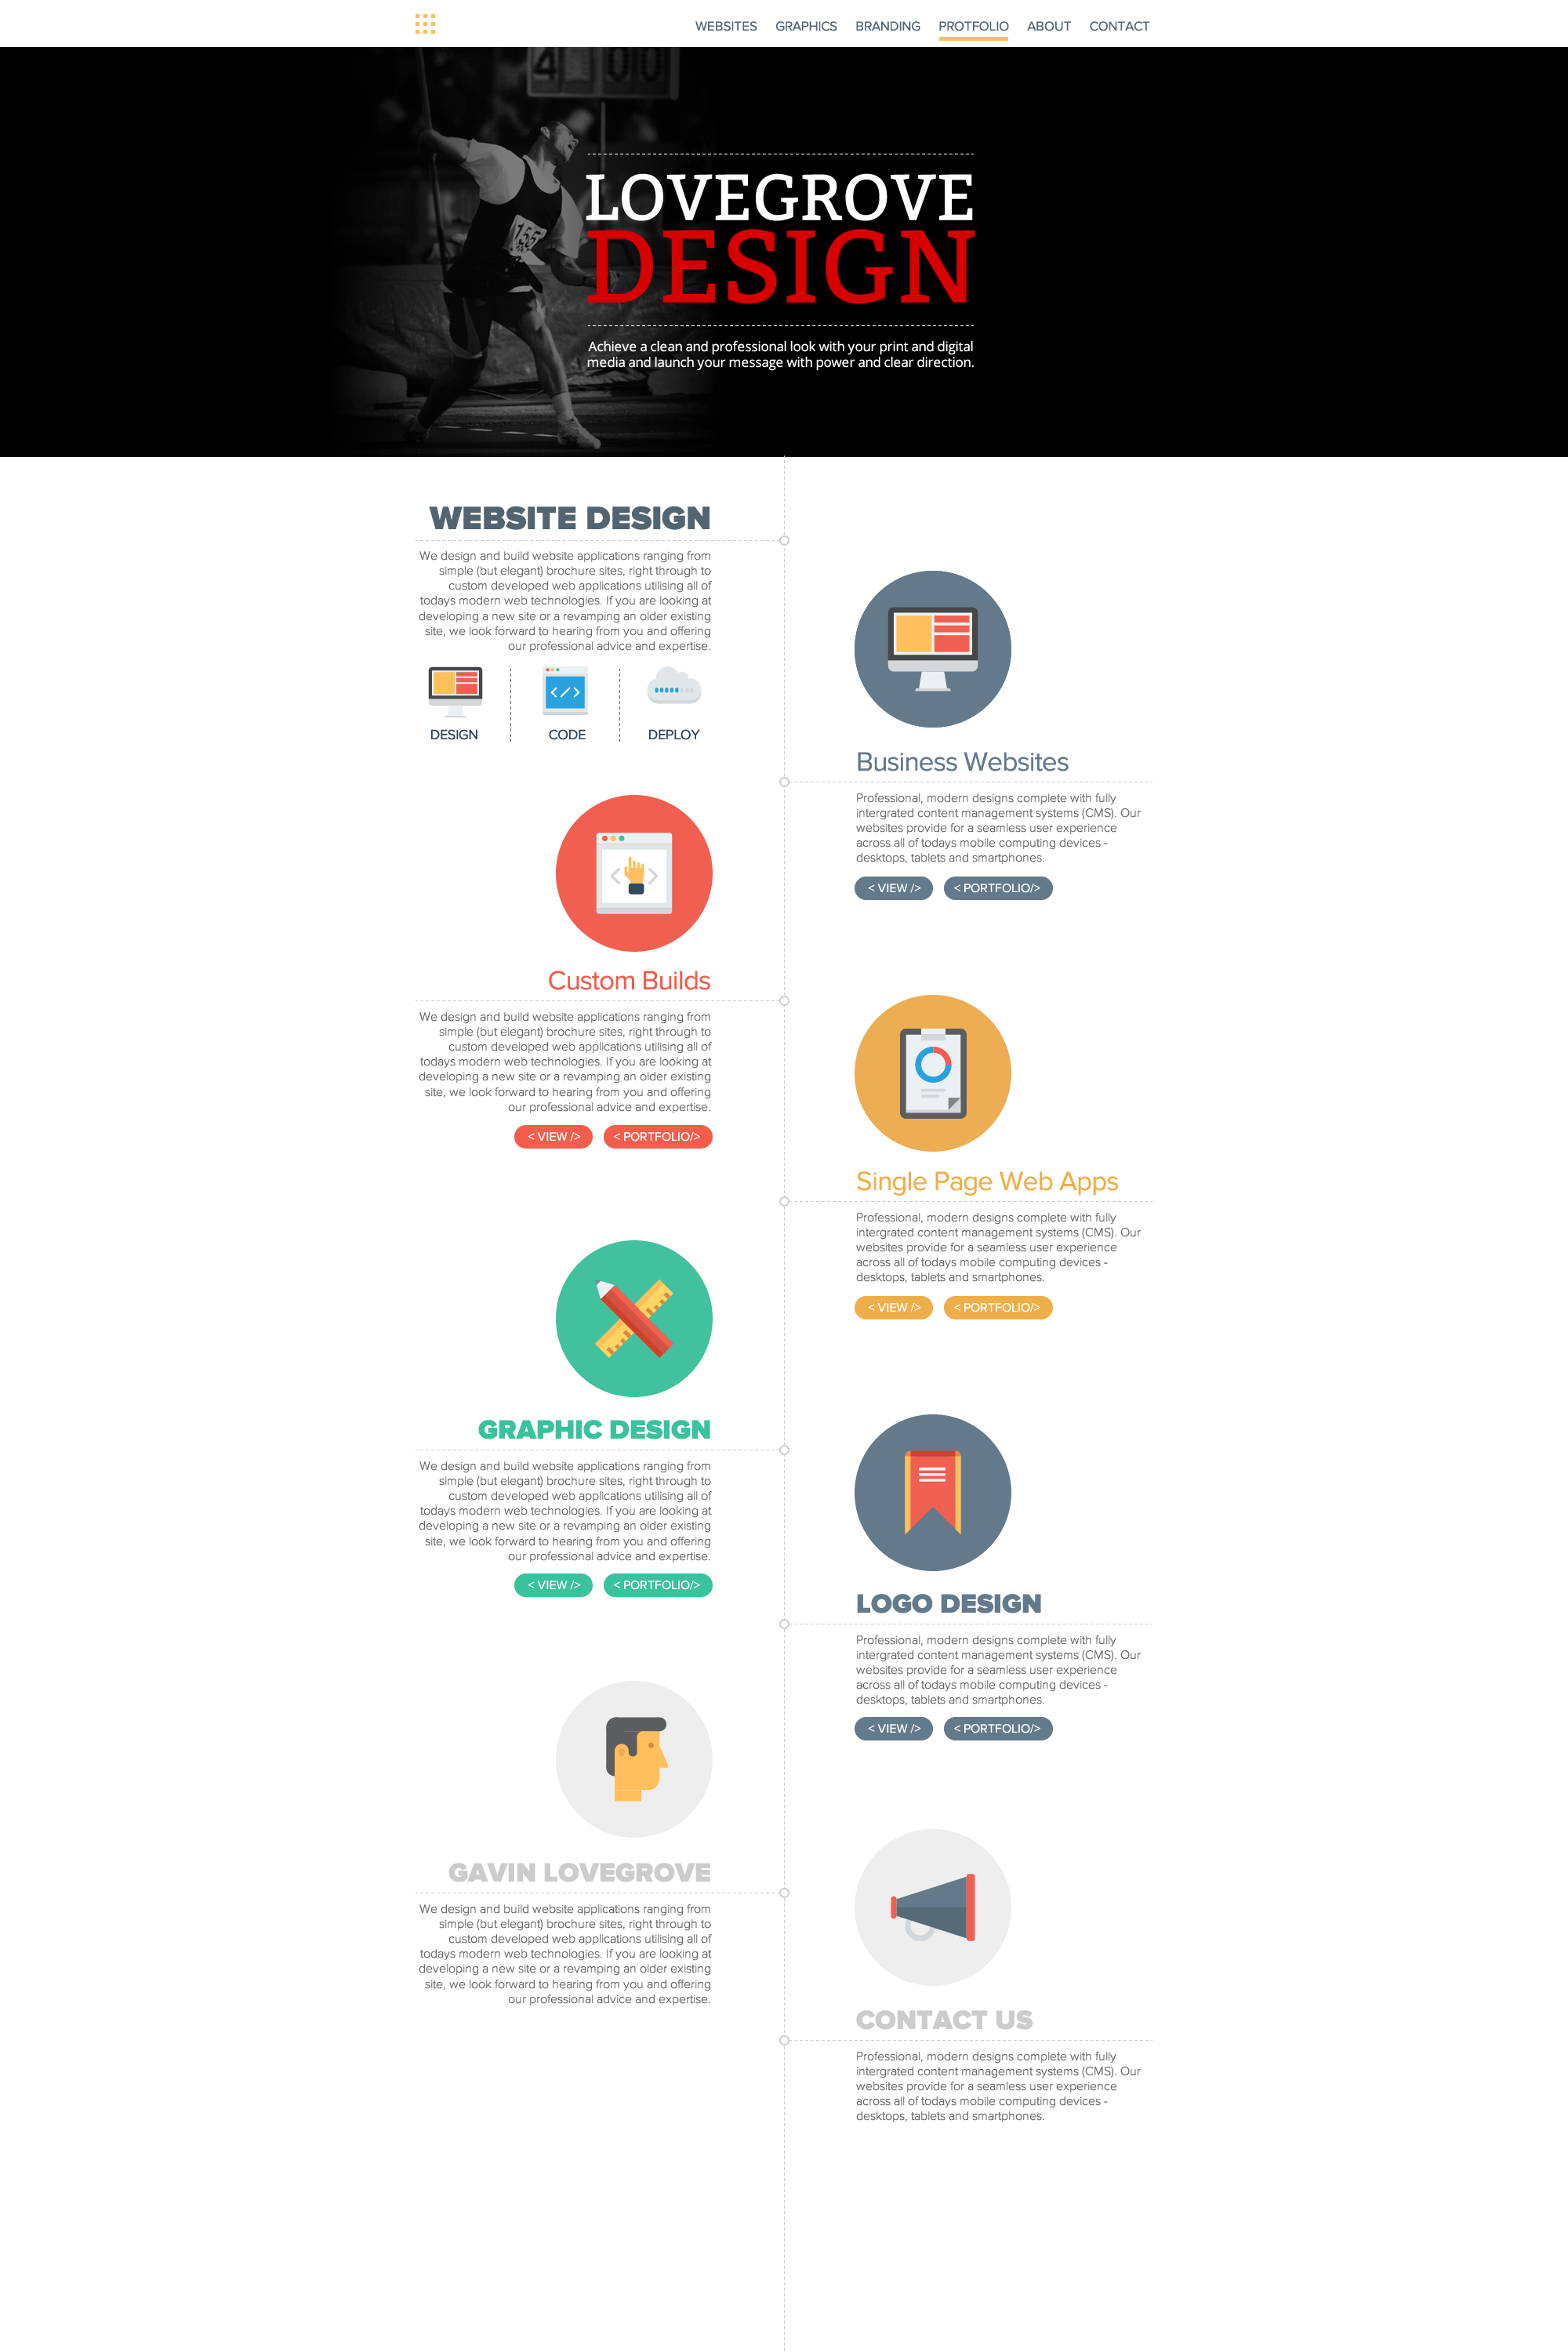 WEBSITES GRAPHICS BRANDING PROTFOLIO ABOUT CONTACT
LOVEGROVE
DESIGN
Achieve a clean and professional look with your print and digital
media and launch your message with power and clear direction.
WEBSITE DESIGN
We design and build website applications ranging from
simple (but elegant) brochure sites, right through to
custom developed web applications utilising all of
todays modern web technologies. If you are looking at
developing a new site or a revamping an older existing
site, we look forward to hearing from you and offering
our professional advice and expertise.
DESIGN CODE DEPLOY
Business Websites
Professional, modern designs complete with fully
intergrated content management systems (CMS). Our
websites provide for a seamless user experience
across all of todays mobile computing devices -
desktops, tablets and smartphones.
< VIEW /> < PORTFOLIO/>
Custom Builds
We design and build website applications ranging from
simple (but elegant) brochure sites, right through to
custom developed web applications utilising all of
todays modern web technologies. If you are looking at
developing a new site or a revamping an older existing
site, we look forward to hearing from you and offering
our professional advice and expertise.
< VIEW /> < PORTFOLIO/>
Single Page Web Apps
Professional, modern designs complete with fully
intergrated content management systems (CMS). Our
websites provide for a seamless user experience
across all of todays mobile computing devices -
desktops, tablets and smartphones.
< VIEW /> < PORTFOLIO/>
GRAPHIC DESIGN
We design and build website applications ranging from
simple (but elegant) brochure sites, right through to
custom developed web applications utilising all of
todays modern web technologies. If you are looking at
developing a new site or a revamping an older existing
site, we look forward to hearing from you and offering
our professional advice and expertise.
< VIEW /> < PORTFOLIO/>
LOGO DESIGN
Professional, modern designs complete with fully
intergrated content management systems (CMS). Our
websites provide for a seamless user experience
across all of todays mobile computing devices -
desktops, tablets and smartphones.
< VIEW /> < PORTFOLIO/>
GAVIN LOVEGROVE
We design and build website applications ranging from
simple (but elegant) brochure sites, right through to
custom developed web applications utilising all of
todays modern web technologies. If you are looking at
developing a new site or a revamping an older existing
site, we look forward to hearing from you and offering
our professional advice and expertise.
CONTACT US
Professional, modern designs complete with fully
intergrated content management systems (CMS). Our
websites provide for a seamless user experience
across all of todays mobile computing devices -
desktops, tablets and smartphones.